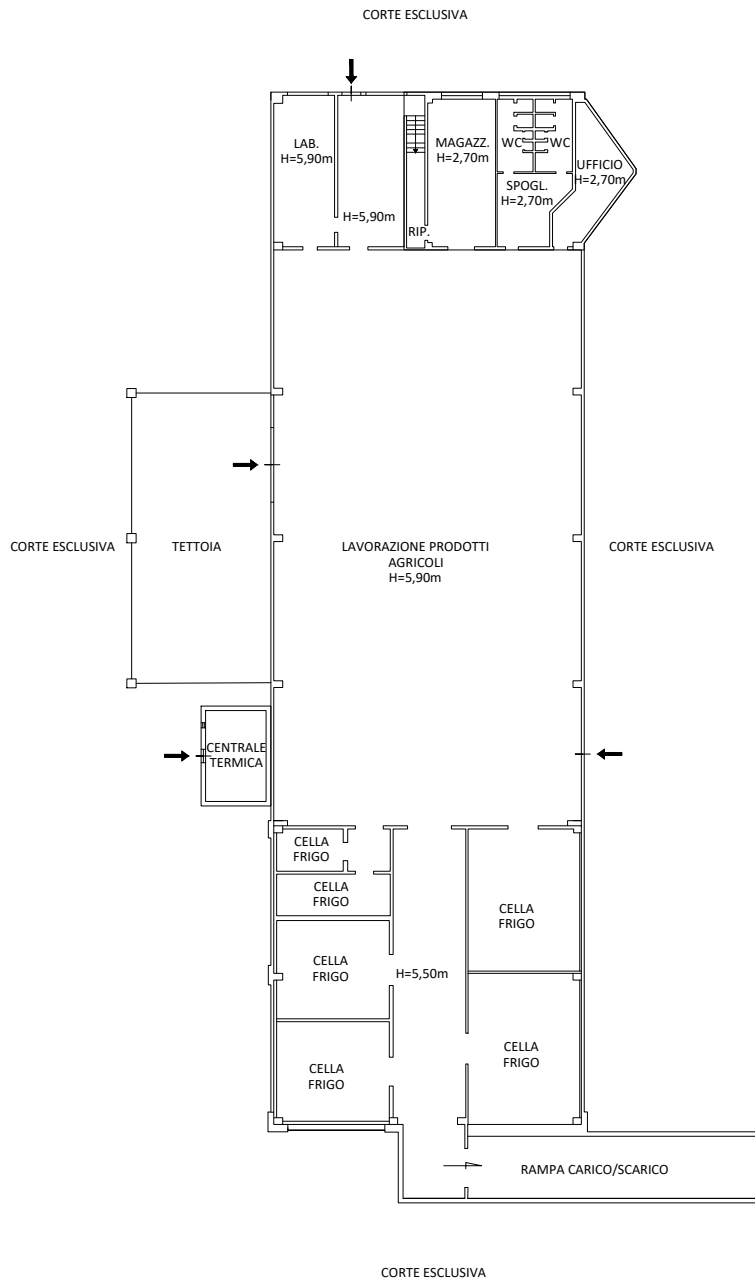 CORTE ESCLUSIVA
LAB.
H=5,90m
H=5,90m
RIP.
MAGAZZ.
H=2,70m
WC
WC
SPOGL.
H=2,70m
UFFICIO
H=2,70m
CORTE ESCLUSIVA
TETTOIA
LAVORAZIONE PRODOTTI
AGRICOLI
H=5,90m
CORTE ESCLUSIVA
CENTRALE
TERMICA
CELLA
FRIGO
CELLA
FRIGO
CELLA
FRIGO
CELLA
FRIGO
H=5,50m
CELLA
FRIGO
CELLA
FRIGO
RAMPA CARICO/SCARICO
CORTE ESCLUSIVA